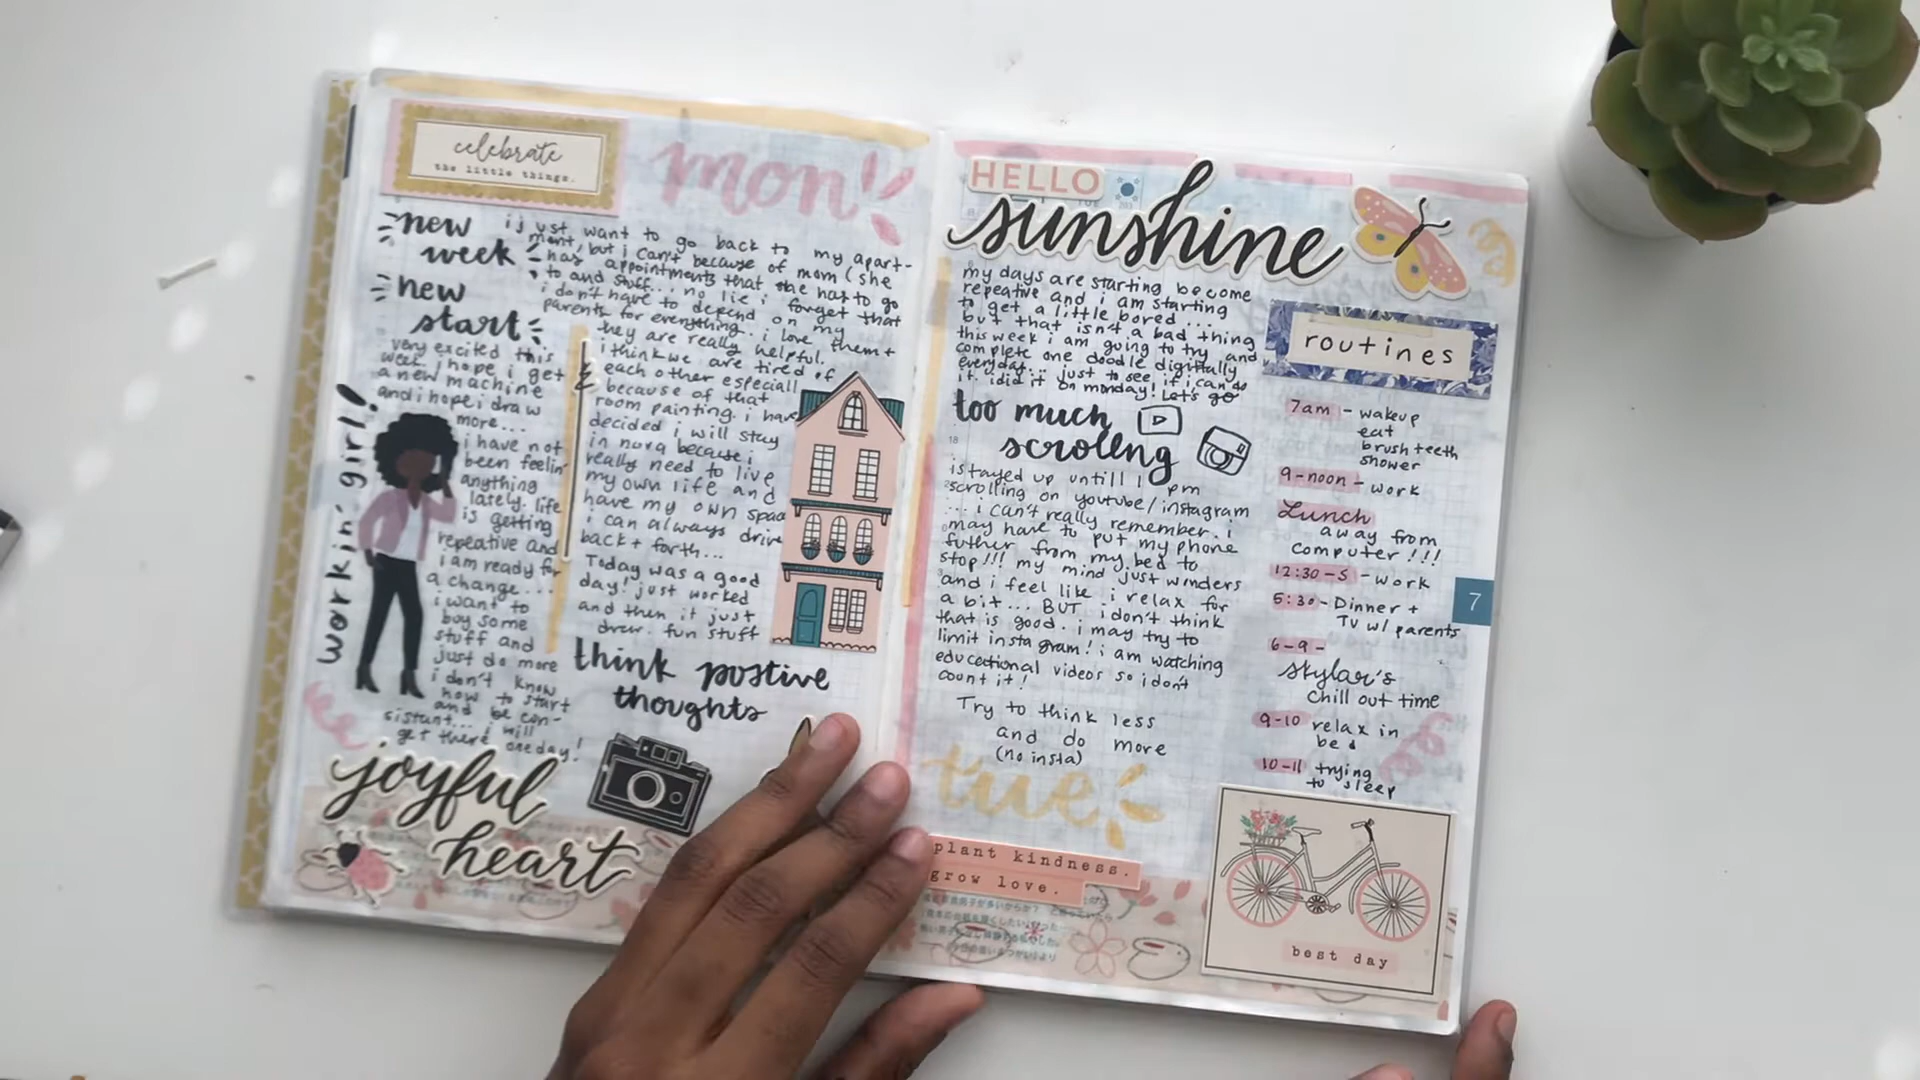 celebrate
the little things.
mon
new
week
new
start
i just want to go back to my apart-
ment, but i can't because of mom (she
has appointments that she has to go
to and stuff... no lie i forget that
i don't have to depend on my
parents for everything. i love them +
they are really helpful.
i think we are tired of
each other especiall
because of that
room painting. i have
decided i will stay
in nova because i
really need to live
my own life and
have my own spac
i can always drive
back + forth...
Today was a good
day! just worked
and then it just
drew. fun stuff
very excited this
week. i hope i get
a new machine
and i hope i draw
more...
i have not
been feelin'
anything
lately. life
is getting
repeative and
i am ready for
a change...
i want to
buy some
stuff and
just do more
i don't know
how to start
and be con-
sistant... i will
get there one day!
workin' girl!
&
think postive
thoughts
joyful
heart
HELLO
sunshine
my days are starting become
repeative and i am starting
to get a little bored...
but that isn't a bad thing
this week i am going to try and
complete one doodle digitally
everyday... just to see if i can do
it. i did it on monday! Let's go
too much
scrolling
is tayed up untill 1 pm
scrolling on youtube/instagram
... i can't really remember. i
may have to put my phone
futher from my bed to
stop!!! my mind just winders
and i feel like i relax for
a bit... BUT i don't think
that is good. i may try to
limit insta gram! i am watching
educational videos so i don't
count it!
Try to think less
and do more
(no insta)
tue
plant kindness.
grow love.
routines
7am - wakeup
eat
brush teeth
shower
9-noon - work
Lunch
away from
computer!!!
12:30-5 - work
5:30 - Dinner +
TV w/ parents
6-9 -
skylar's
chill out time
9-10 relax in
bed
10-11 trying
to sleep
7
best day